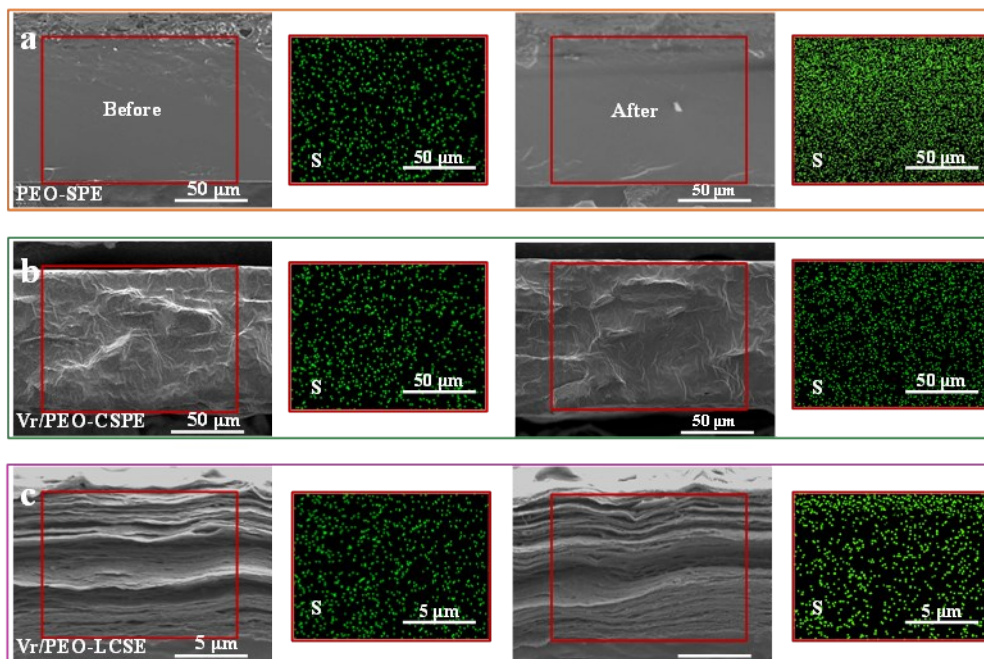 a
Before
After
S
50 μm
S
50 μm
PEO-SPE
50 μm
50 μm
b
S
50 μm
S
50 μm
Vr/PEO-CSPE
50 μm
50 μm
c
S
5 μm
S
5 μm
Vr/PEO-LCSE
5 μm